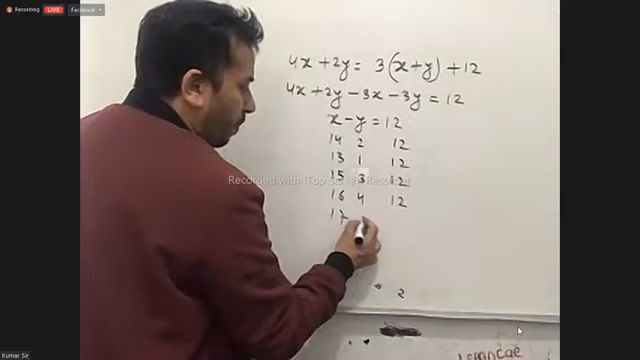 Recording LIVE Facebook
4x + 2y = 3(x+y) + 12
4x + 2y - 3x - 3y = 12
x - y = 12
14 2 12
13 1 12
Recorded with iTop Screen
15 3 12
16 4 12
17
2
Kumar Sir